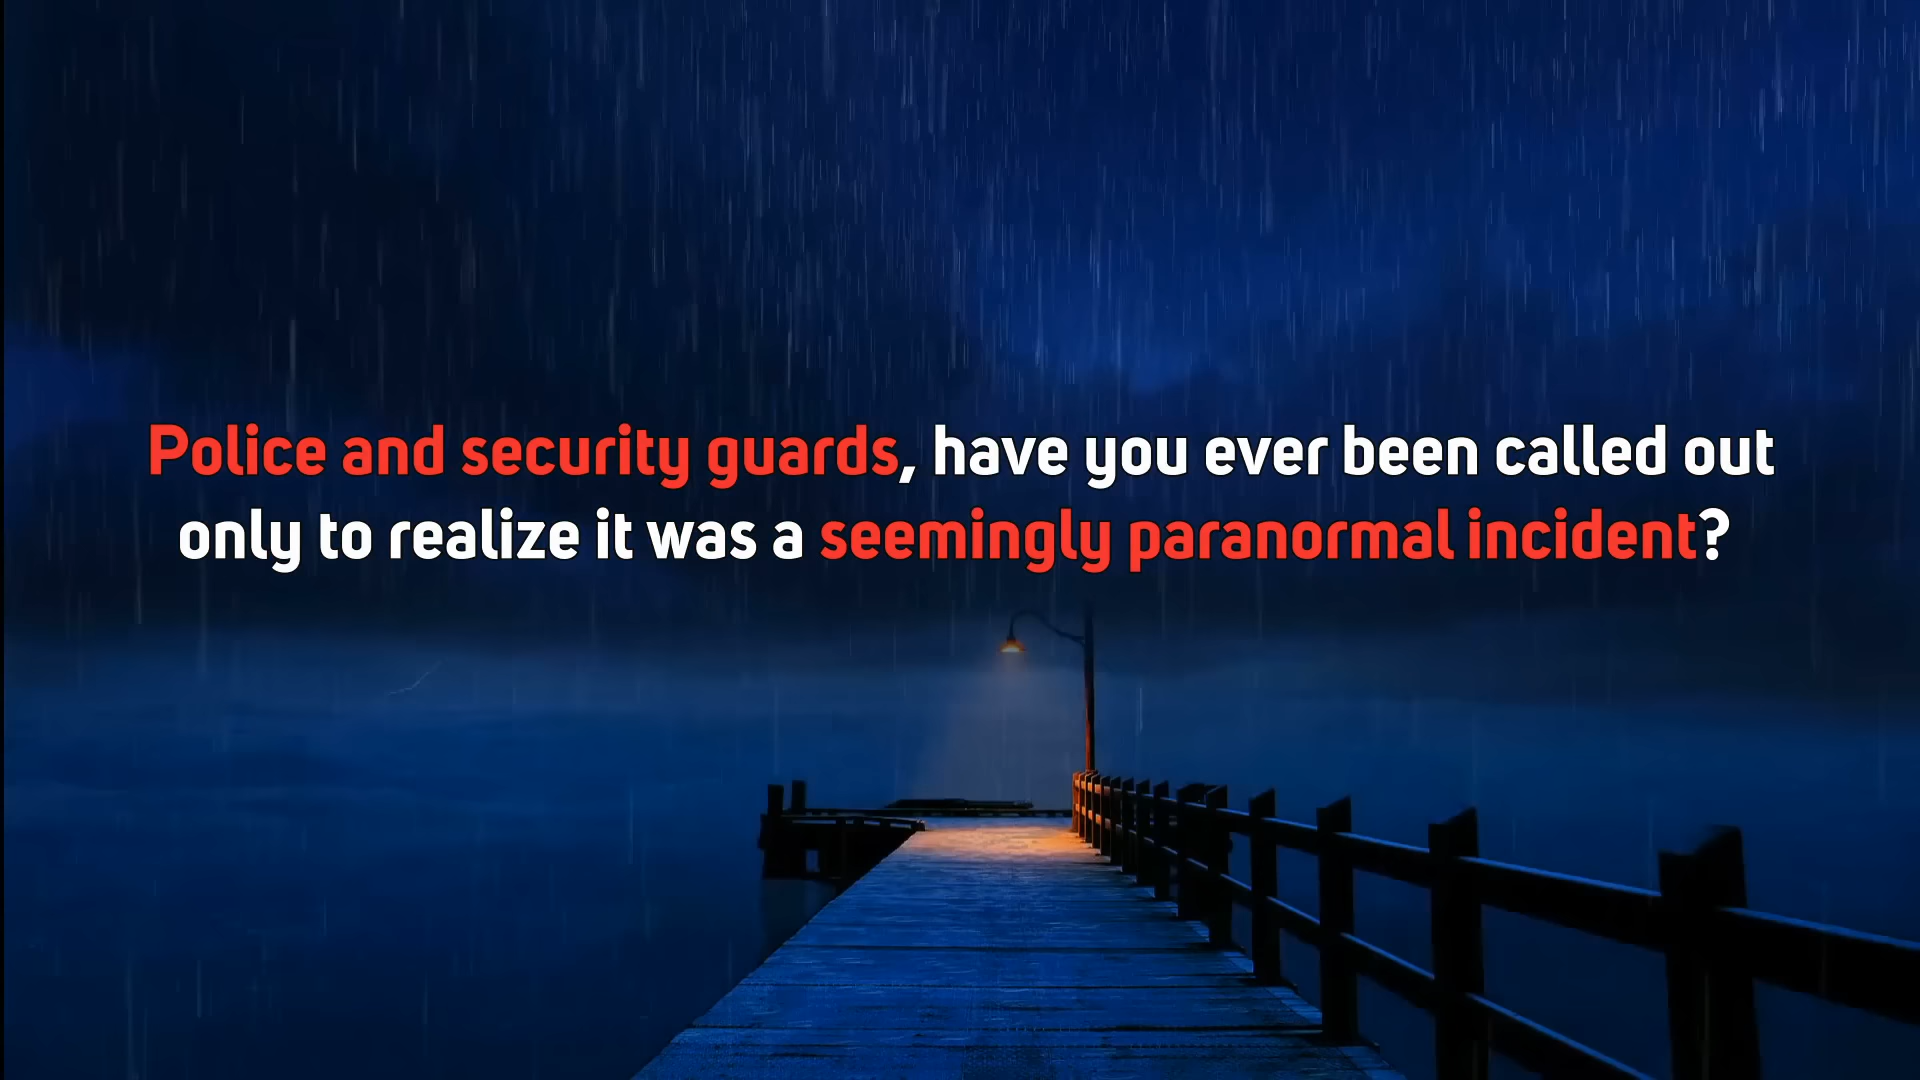 Police and security guards, have you ever been called out
only to realize it was a seemingly paranormal incident?